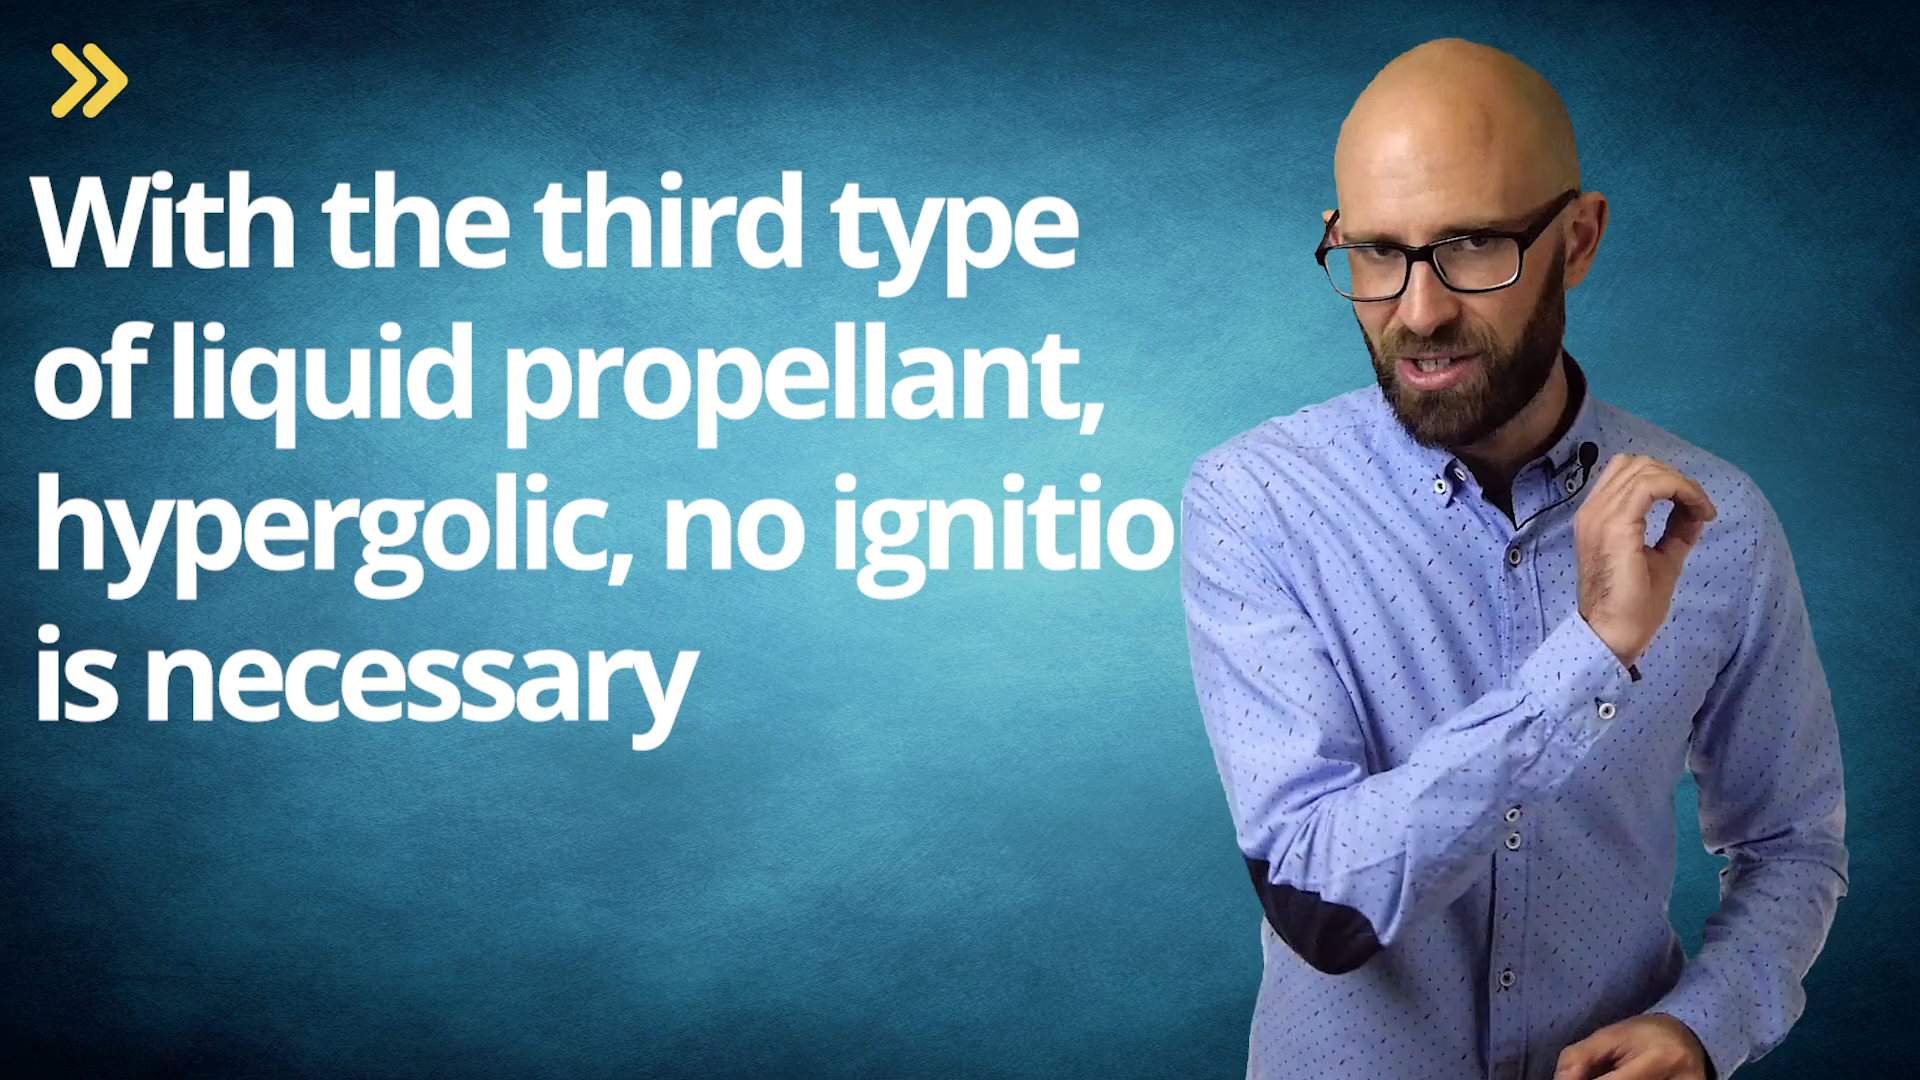 With the third type
of liquid propellant,
hypergolic, no ignitio
is necessary